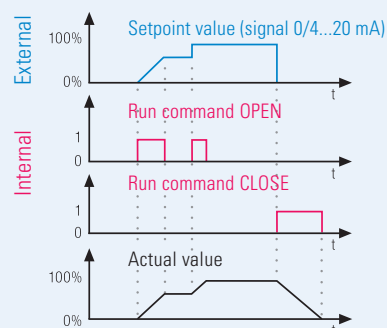 External
Setpoint value (signal 0/4...20 mA)
100%
0%
t
Internal
Run command OPEN
1
0
t
Run command CLOSE
1
0
t
Actual value
100%
0%
t